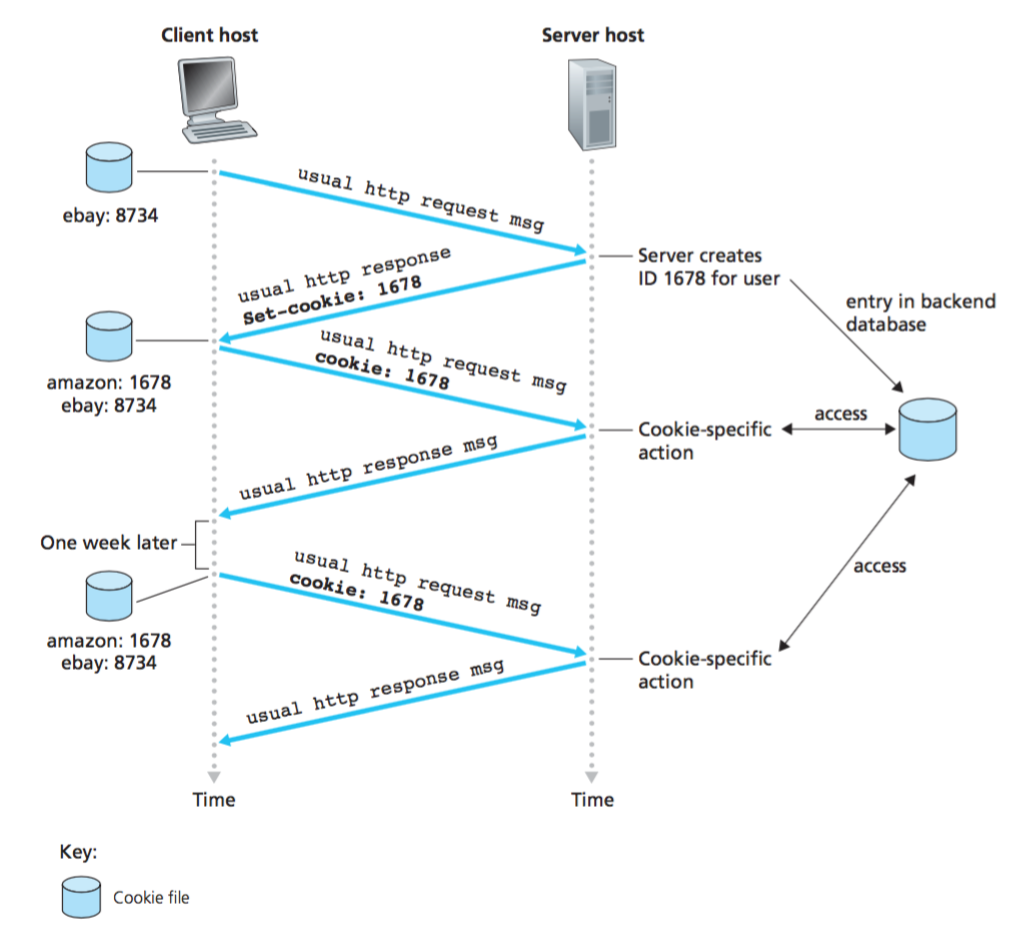 Client host
Server host
usual http request msg
ebay: 8734
Server creates
ID 1678 for user
usual http response
Set-cookie: 1678
entry in backend
database
usual http request msg
cookie: 1678
amazon: 1678
ebay: 8734
access
Cookie-specific
action
usual http response msg
One week later
usual http request msg
cookie: 1678
access
amazon: 1678
ebay: 8734
Cookie-specific
action
usual http response msg
Time
Time
Key:
Cookie file